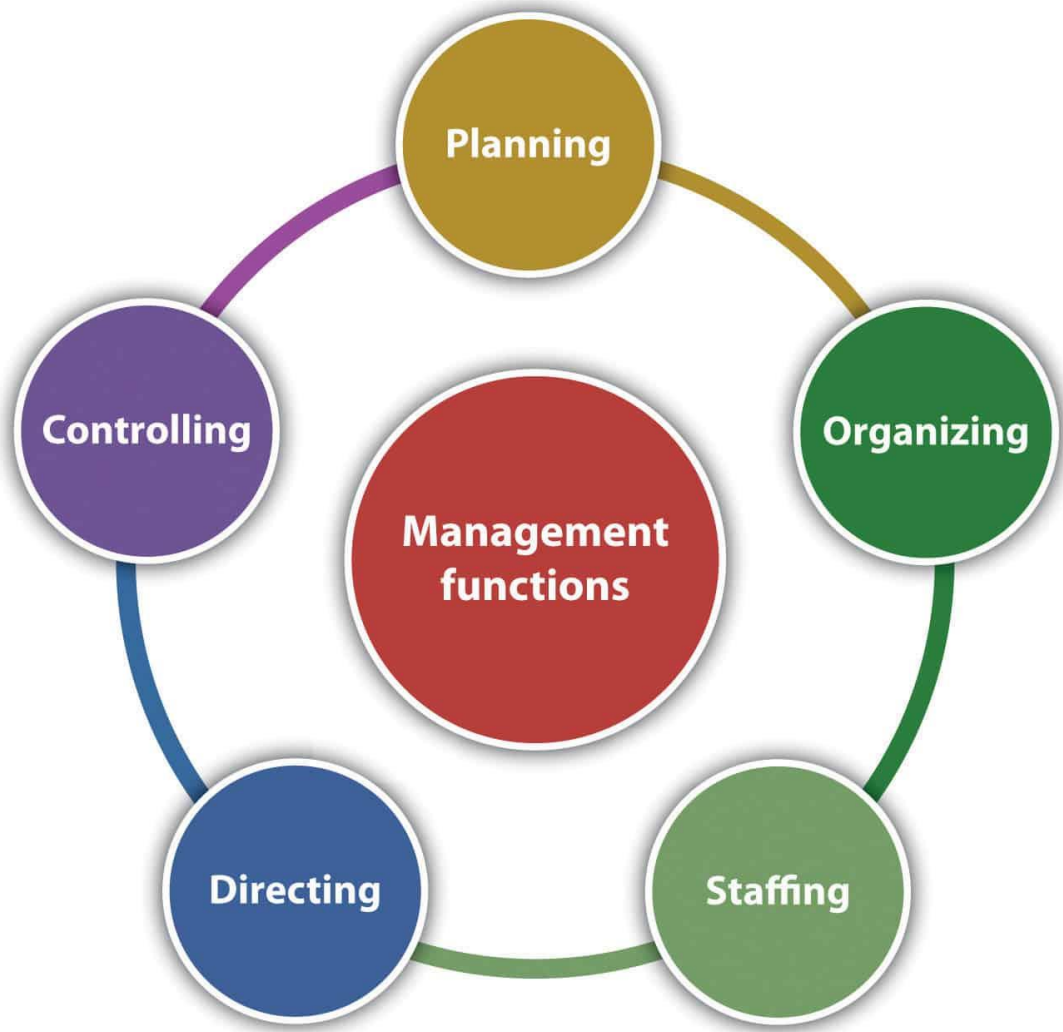 Planning
Organizing
Staffing
Directing
Controlling
Management
functions